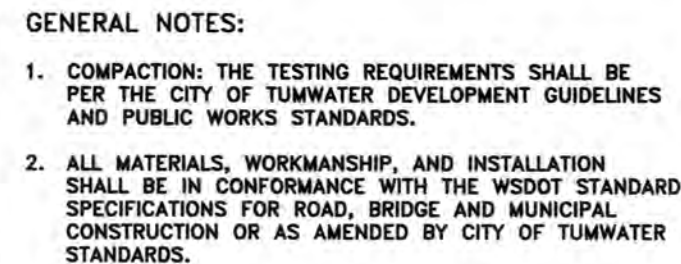 GENERAL NOTES:
1. COMPACTION: THE TESTING REQUIREMENTS SHALL BE
PER THE CITY OF TUMWATER DEVELOPMENT GUIDELINES
AND PUBLIC WORKS STANDARDS.
2. ALL MATERIALS, WORKMANSHIP, AND INSTALLATION
SHALL BE IN CONFORMANCE WITH THE WSDOT STANDARD
SPECIFICATIONS FOR ROAD, BRIDGE AND MUNICIPAL
CONSTRUCTION OR AS AMENDED BY CITY OF TUMWATER
STANDARDS.